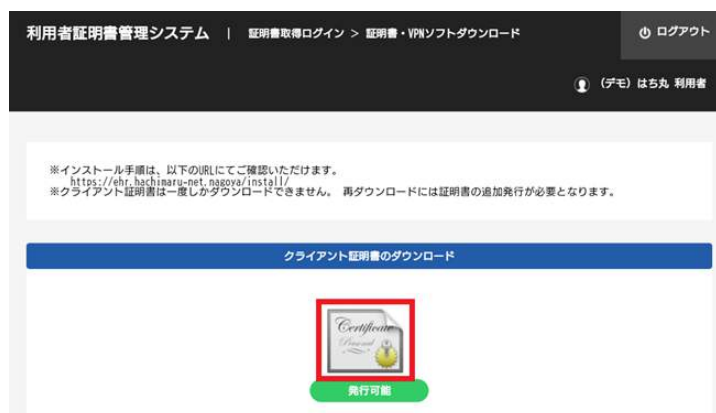 利用者証明書管理システム | 証明書取得ログイン > 証明書・VPNソフトダウンロード
ログアウト
(デモ) はち丸 利用者
※インストール手順は、以下のURLにてご確認いただけます。
https://ehr.hachimaru-net.nagoya/install/
※クライアント証明書は一度しかダウンロードできません。 再ダウンロードには証明書の追加発行が必要となります。
クライアント証明書のダウンロード
Certificate
Personal
発行可能